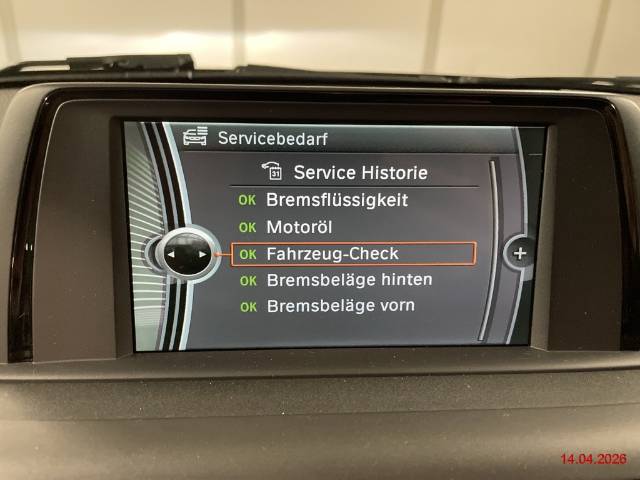 Servicebedarf
31
Service Historie
OK Bremsflüssigkeit
OK Motoröl
OK Fahrzeug-Check
OK Bremsbeläge hinten
OK Bremsbeläge vorn
14.04.2026